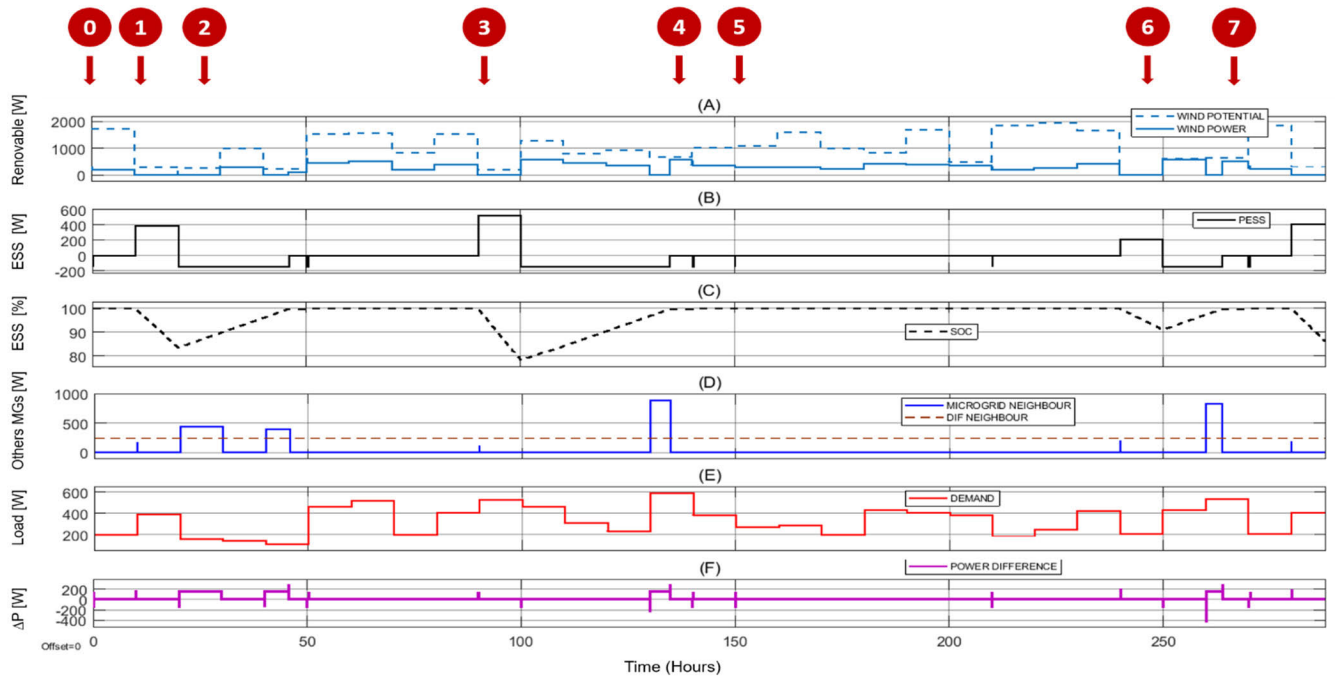 0 1 2 3 4 5 6 7
(A)
Renovable [W]
2000
1000
0
WIND POTENTIAL
WIND POWER
(B)
ESS [W]
600
400
200
0
-200
PESS
(C)
ESS [%]
100
90
80
SOC
(D)
Others MGs [W]
1000
500
0
MICROGRID NEIGHBOUR
DIF NEIGHBOUR
(E)
Load [W]
600
400
200
DEMAND
(F)
ΔP [W]
200
0
-200
-400
POWER DIFFERENCE
0 50 100 150 200 250
Offset=0
Time (Hours)